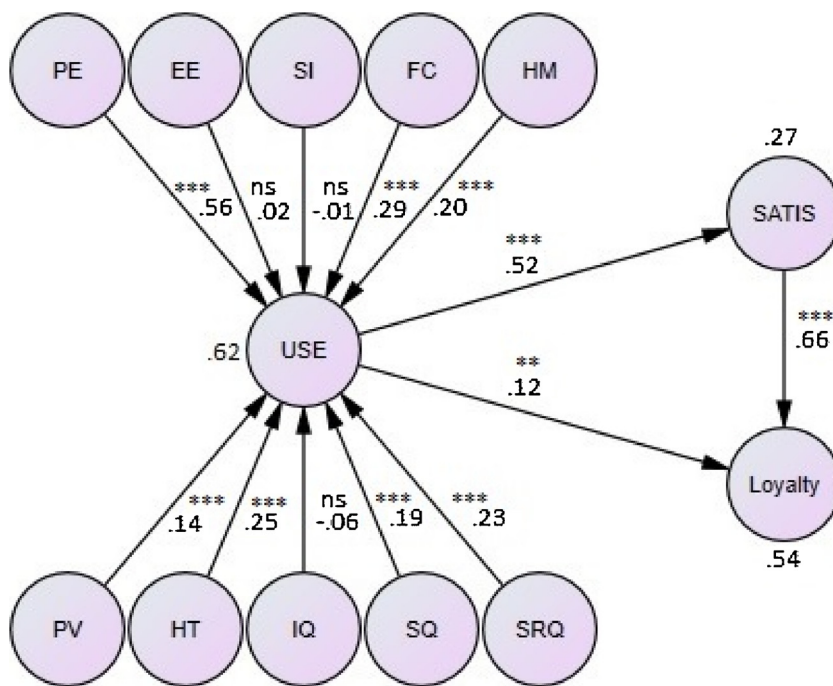 PE
EE
SI
FC
HM
***
.56
ns
.02
ns
-.01
***
.29
***
.20
.27
SATIS
***
.52
.62
USE
***
.66
**
.12
Loyalty
.54
***
.14
***
.25
ns
-.06
***
.19
***
.23
PV
HT
IQ
SQ
SRQ